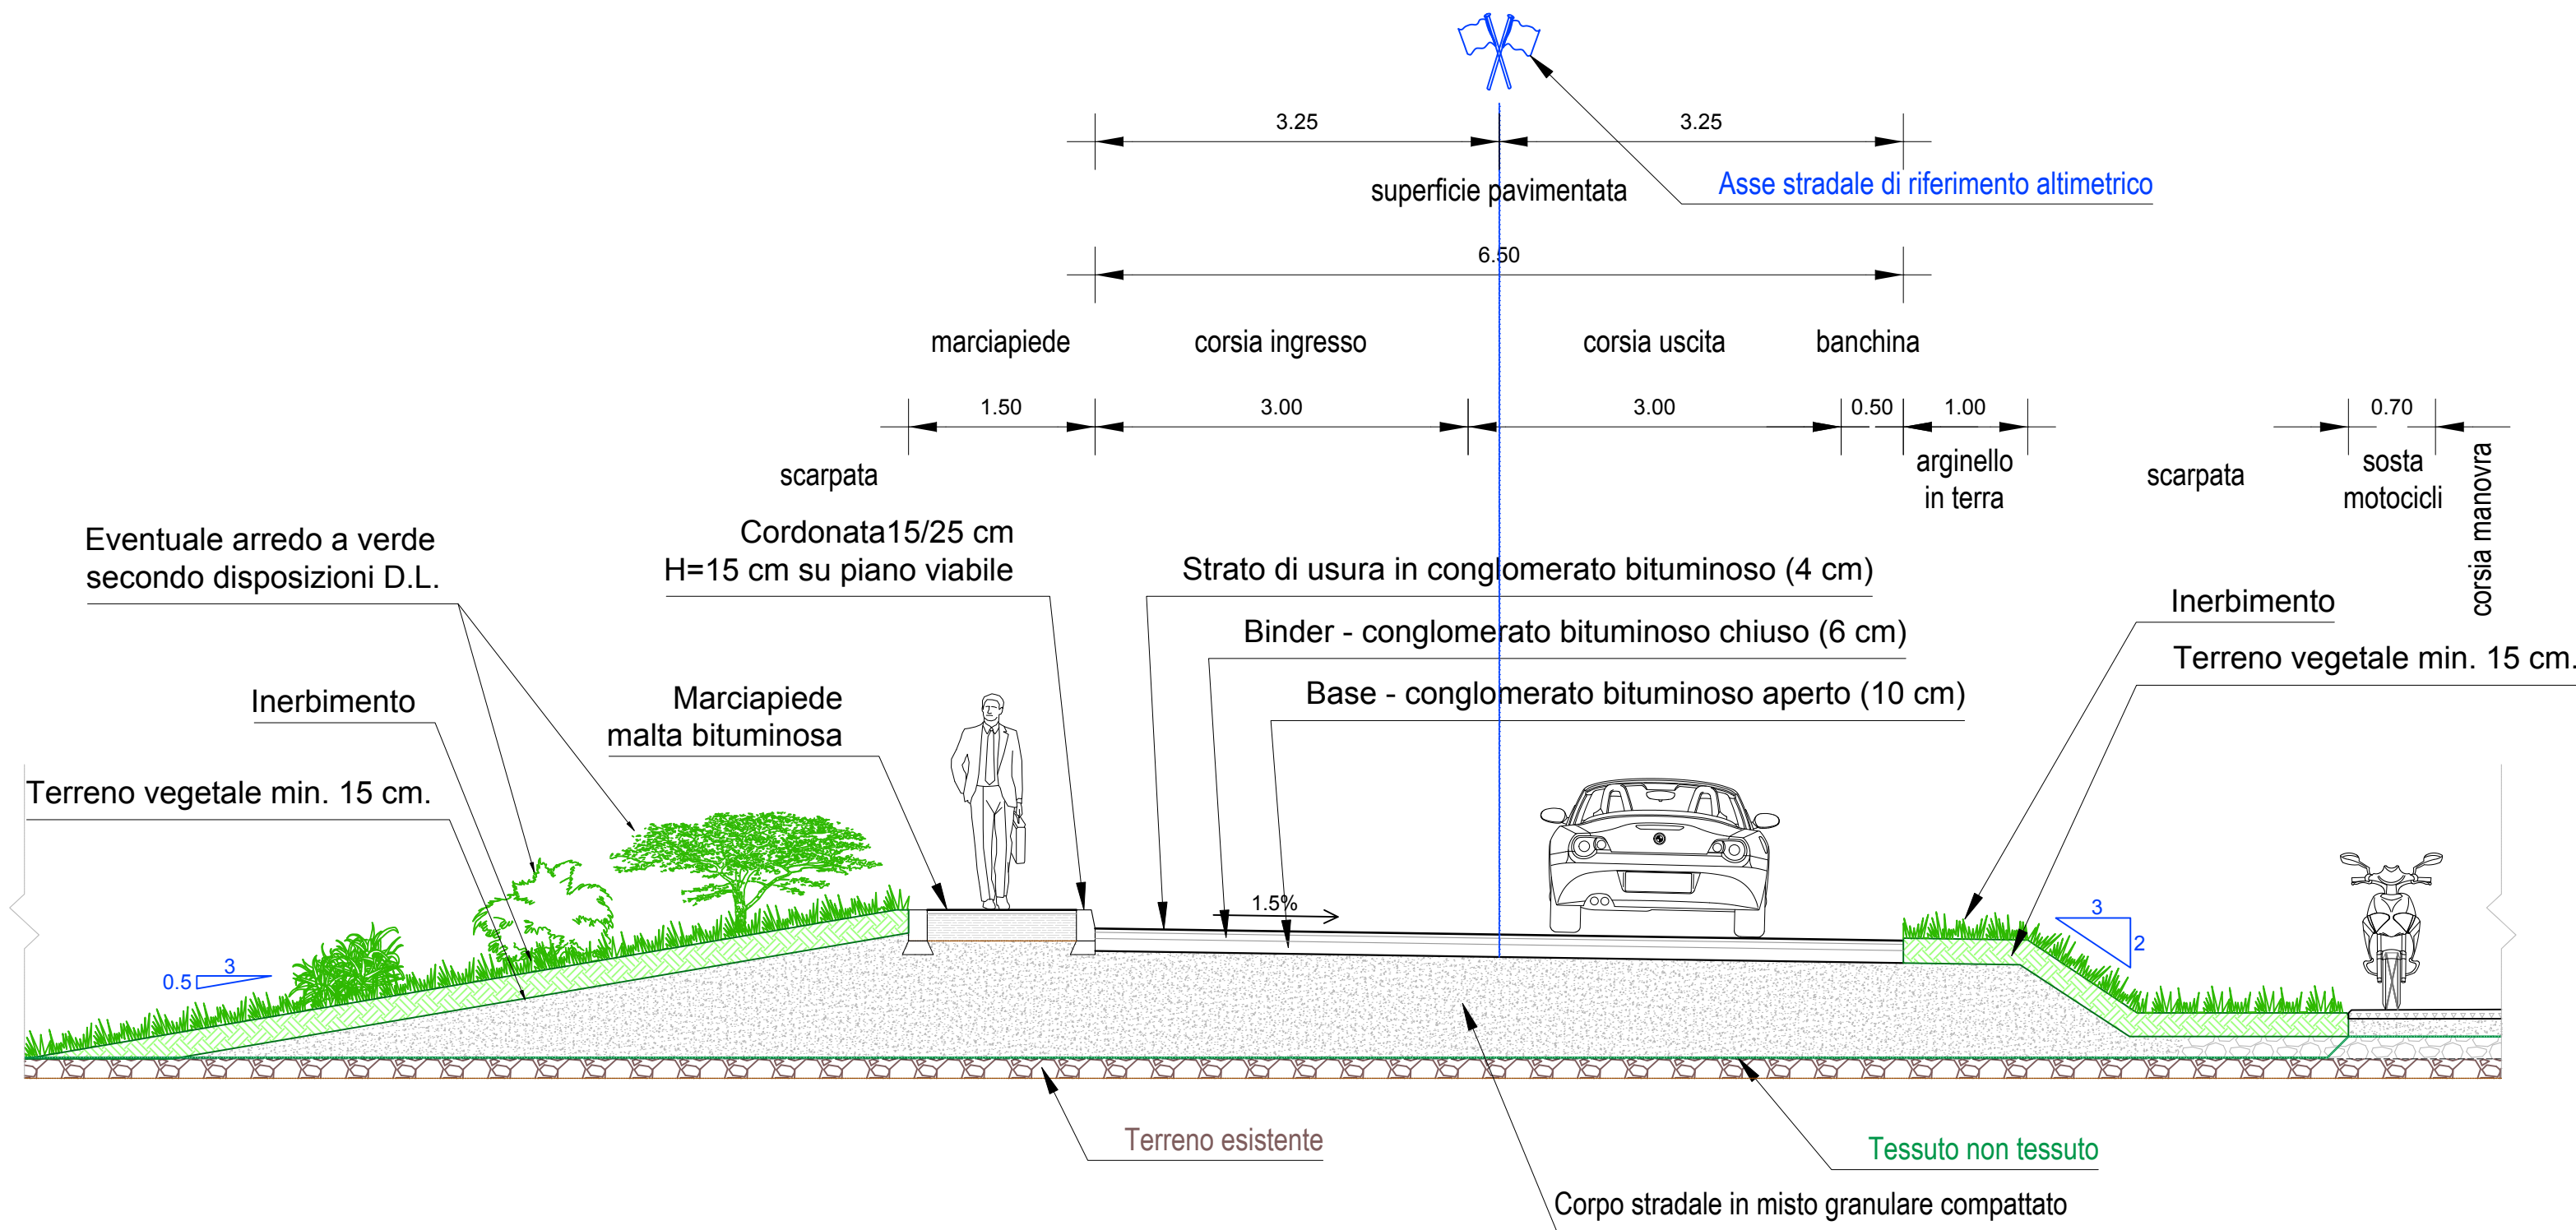 3.25
3.25
superficie pavimentata
Asse stradale di riferimento altimetrico
6.50
marciapiede
corsia ingresso
corsia uscita
banchina
1.50
3.00
3.00
0.50
1.00
0.70
scarpata
arginello
in terra
scarpata
sosta
motocicli
corsia manovra
Eventuale arredo a verde
secondo disposizioni D.L.
Cordonata15/25 cm
H=15 cm su piano viabile
Strato di usura in conglomerato bituminoso (4 cm)
Inerbimento
Binder - conglomerato bituminoso chiuso (6 cm)
Terreno vegetale min. 15 cm.
Inerbimento
Marciapiede
malta bituminosa
Base - conglomerato bituminoso aperto (10 cm)
Terreno vegetale min. 15 cm.
1.5%
3
2
3
0.5
Terreno esistente
Tessuto non tessuto
Corpo stradale in misto granulare compattato